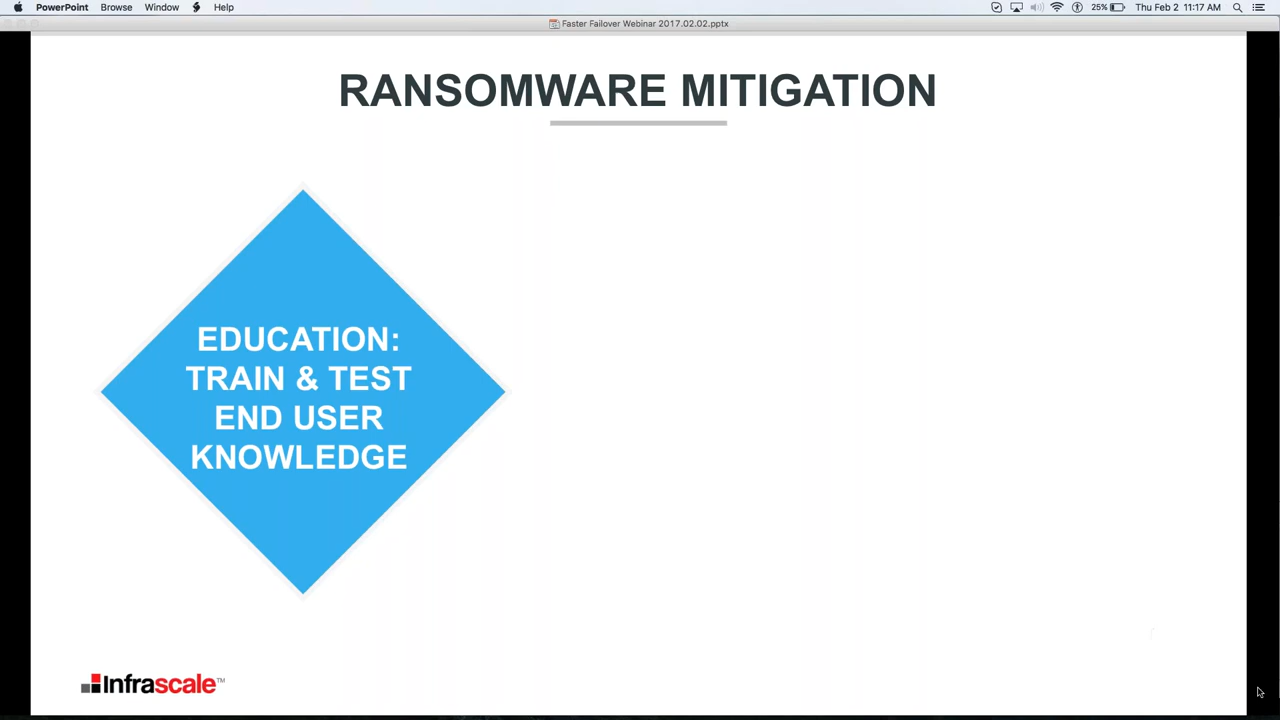 PowerPoint Browse Window Help 25% Thu Feb 2 11:17 AM
Faster Failover Webinar 2017.02.02.pptx
RANSOMWARE MITIGATION
EDUCATION:
TRAIN & TEST
END USER
KNOWLEDGE
Infrascale™